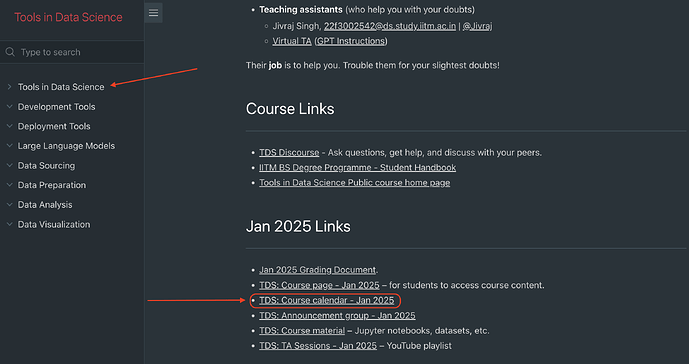 Tools in Data Science
Type to search
Tools in Data Science
Development Tools
Deployment Tools
Large Language Models
Data Sourcing
Data Preparation
Data Analysis
Data Visualization
• Teaching assistants (who help you with your doubts)
○ Jivraj Singh, 22f3002542@ds.study.iitm.ac.in | @Jivraj
○ Virtual TA (GPT Instructions)
Their job is to help you. Trouble them for your slightest doubts!
Course Links
• TDS Discourse - Ask questions, get help, and discuss with your peers.
• IITM BS Degree Programme - Student Handbook
• Tools in Data Science Public course home page
Jan 2025 Links
• Jan 2025 Grading Document.
• TDS: Course page - Jan 2025 – for students to access course content.
• TDS: Course calendar - Jan 2025
• TDS: Announcement group - Jan 2025
• TDS: Course material – Jupyter notebooks, datasets, etc.
• TDS: TA Sessions - Jan 2025 – YouTube playlist